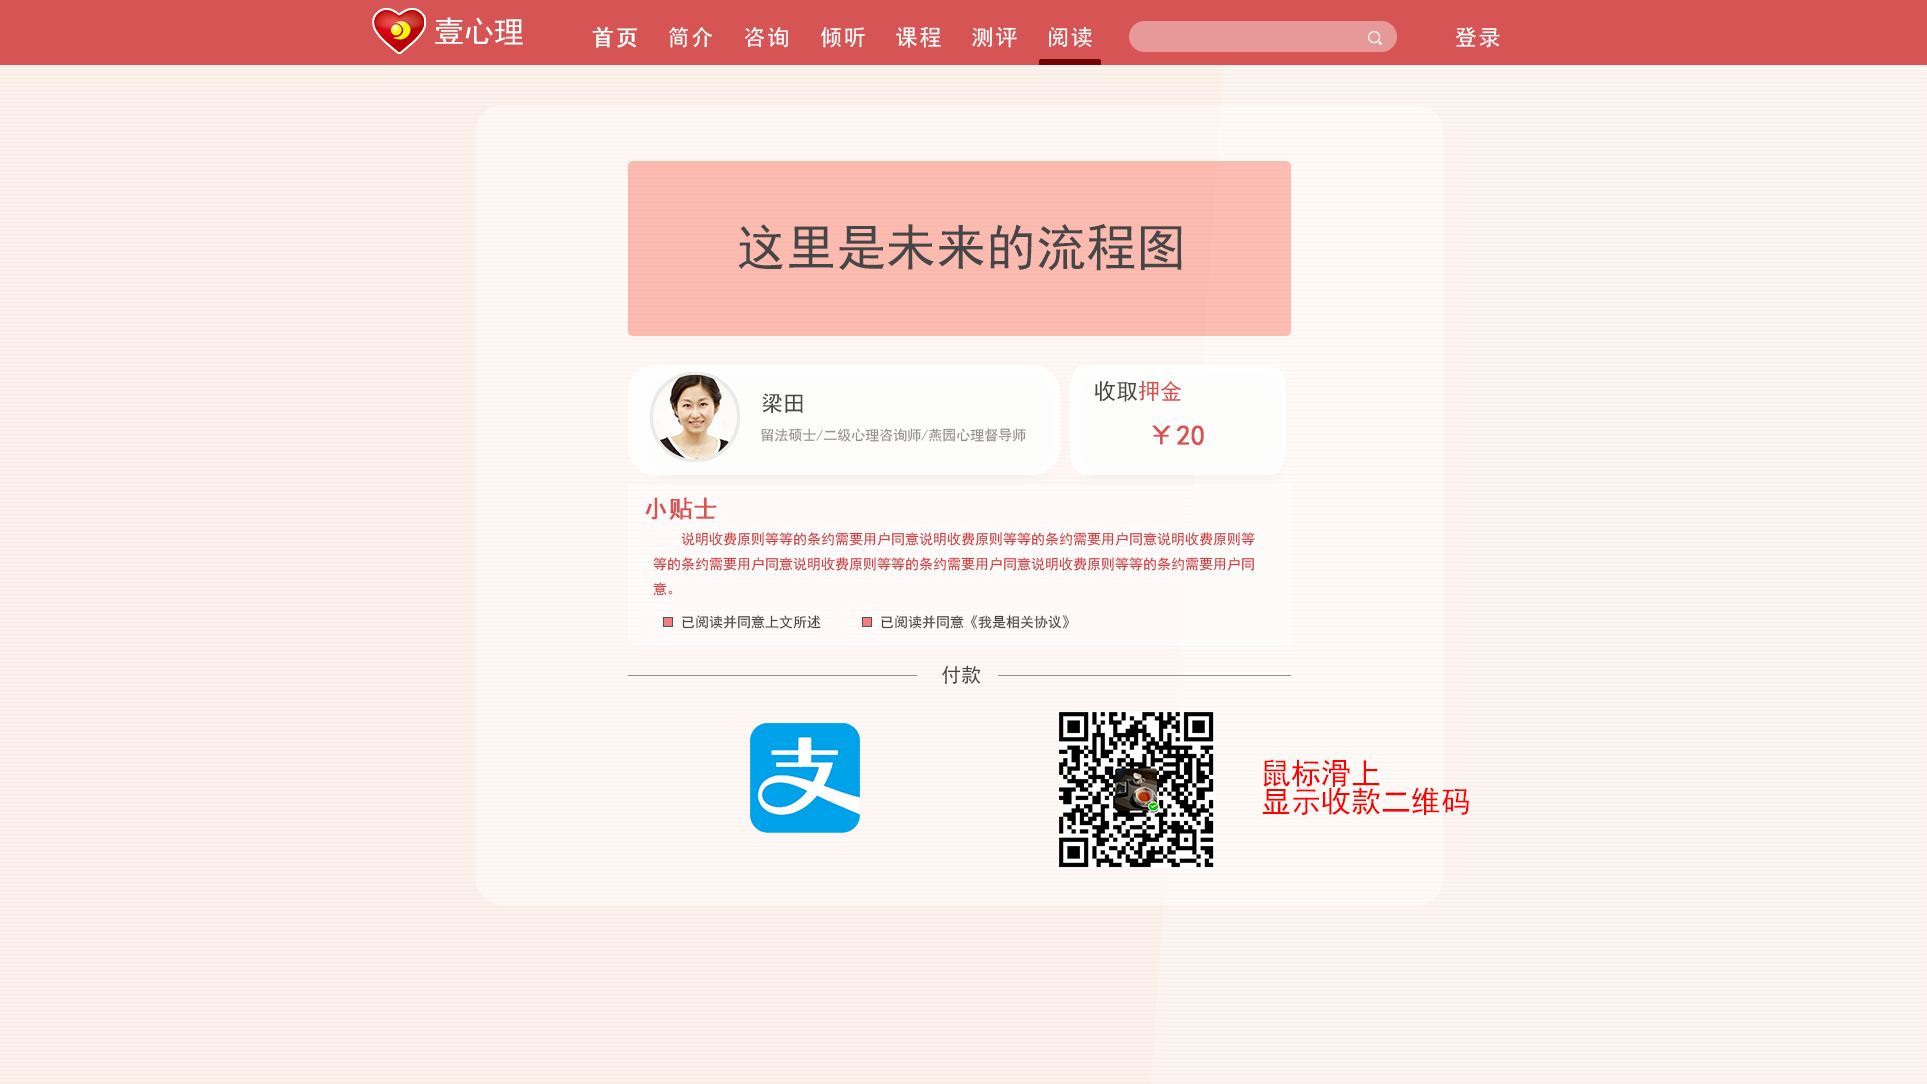 壹心理
首页 简介 咨询 倾听 课程 测评 阅读
登录
这里是未来的流程图
梁田
留法硕士/二级心理咨询师/燕园心理督导师
收取押金
￥20
小贴士
说明收费原则等等的条约需要用户同意说明收费原则等等的条约需要用户同意说明收费原则等
等的条约需要用户同意说明收费原则等等的条约需要用户同意说明收费原则等等的条约需要用户同
意。
已阅读并同意上文所述
已阅读并同意《我是相关协议》
付款
支
鼠标滑上
显示收款二维码